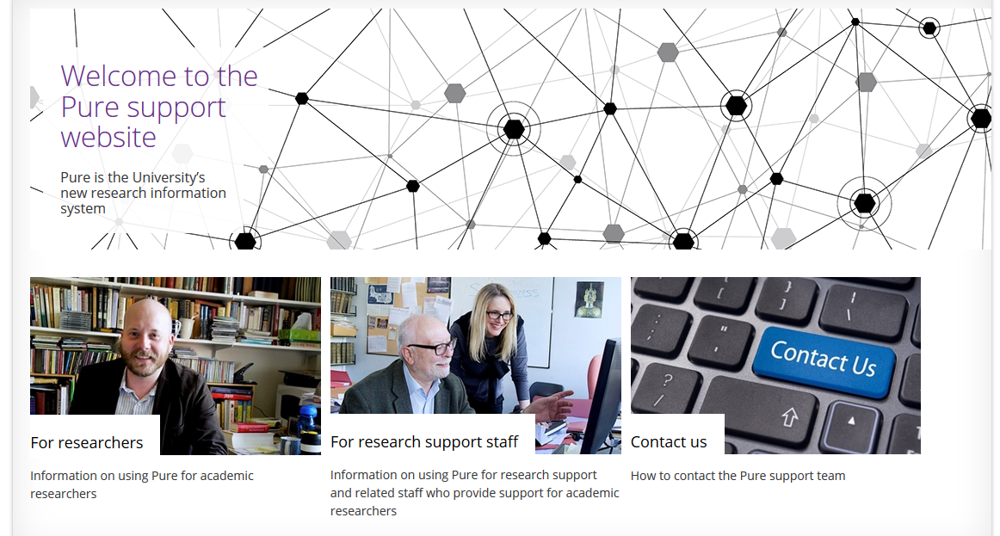 Welcome to the
Pure support
website
Pure is the University’s
new research information
system
For researchers
Information on using Pure for academic
researchers
For research support staff
Information on using Pure for research support
and related staff who provide support for academic
researchers
Contact Us
Contact us
How to contact the Pure support team